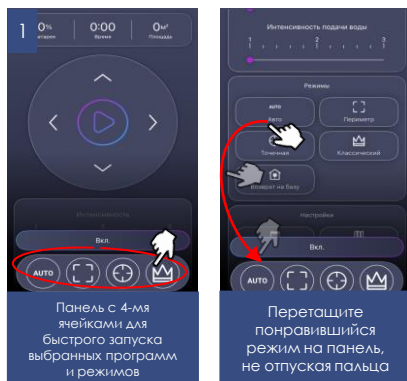 1
0%
0:00
0м²
Батарея
Время
Площадь
Интенсивность
Вкл.
AUTO
Панель с 4-мя
ячейками для
быстрого запуска
выбранных программ
и режимов
Интенсивность подачи воды
1 2 3
Режимы
AUTO
Авто
Периметр
Точечная
Классический
Возврат на базу
Настройки
Вкл.
AUTO
Перетащите
понравившийся
режим на панель,
не отпуская пальца